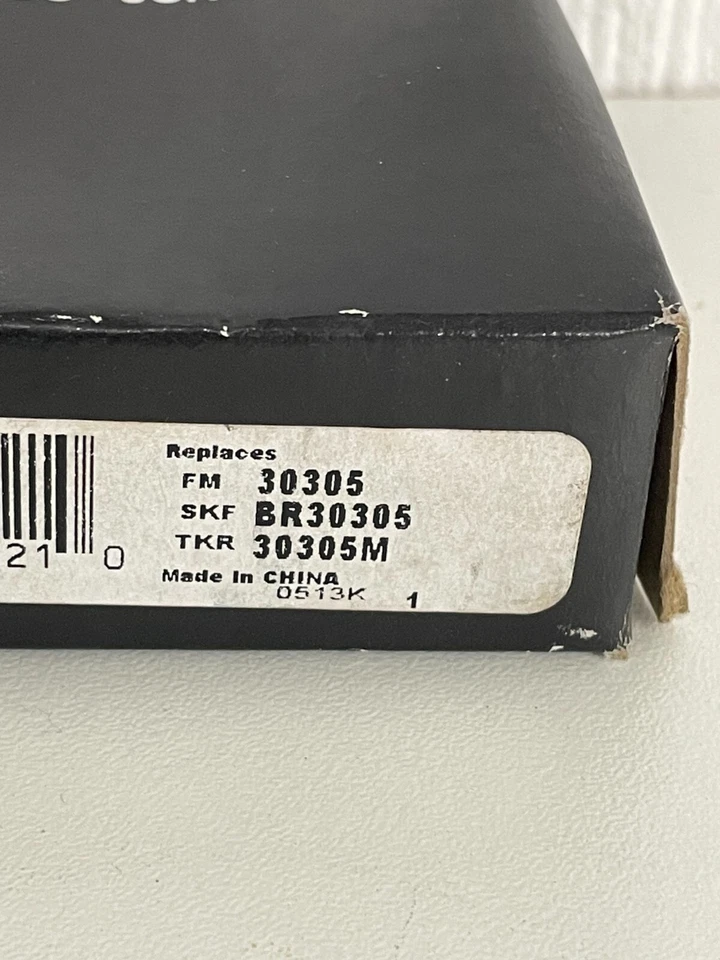 Replaces
FM 30305
SKF BR30305
TKR 30305M
Made In CHINA
0513K 1
21 0